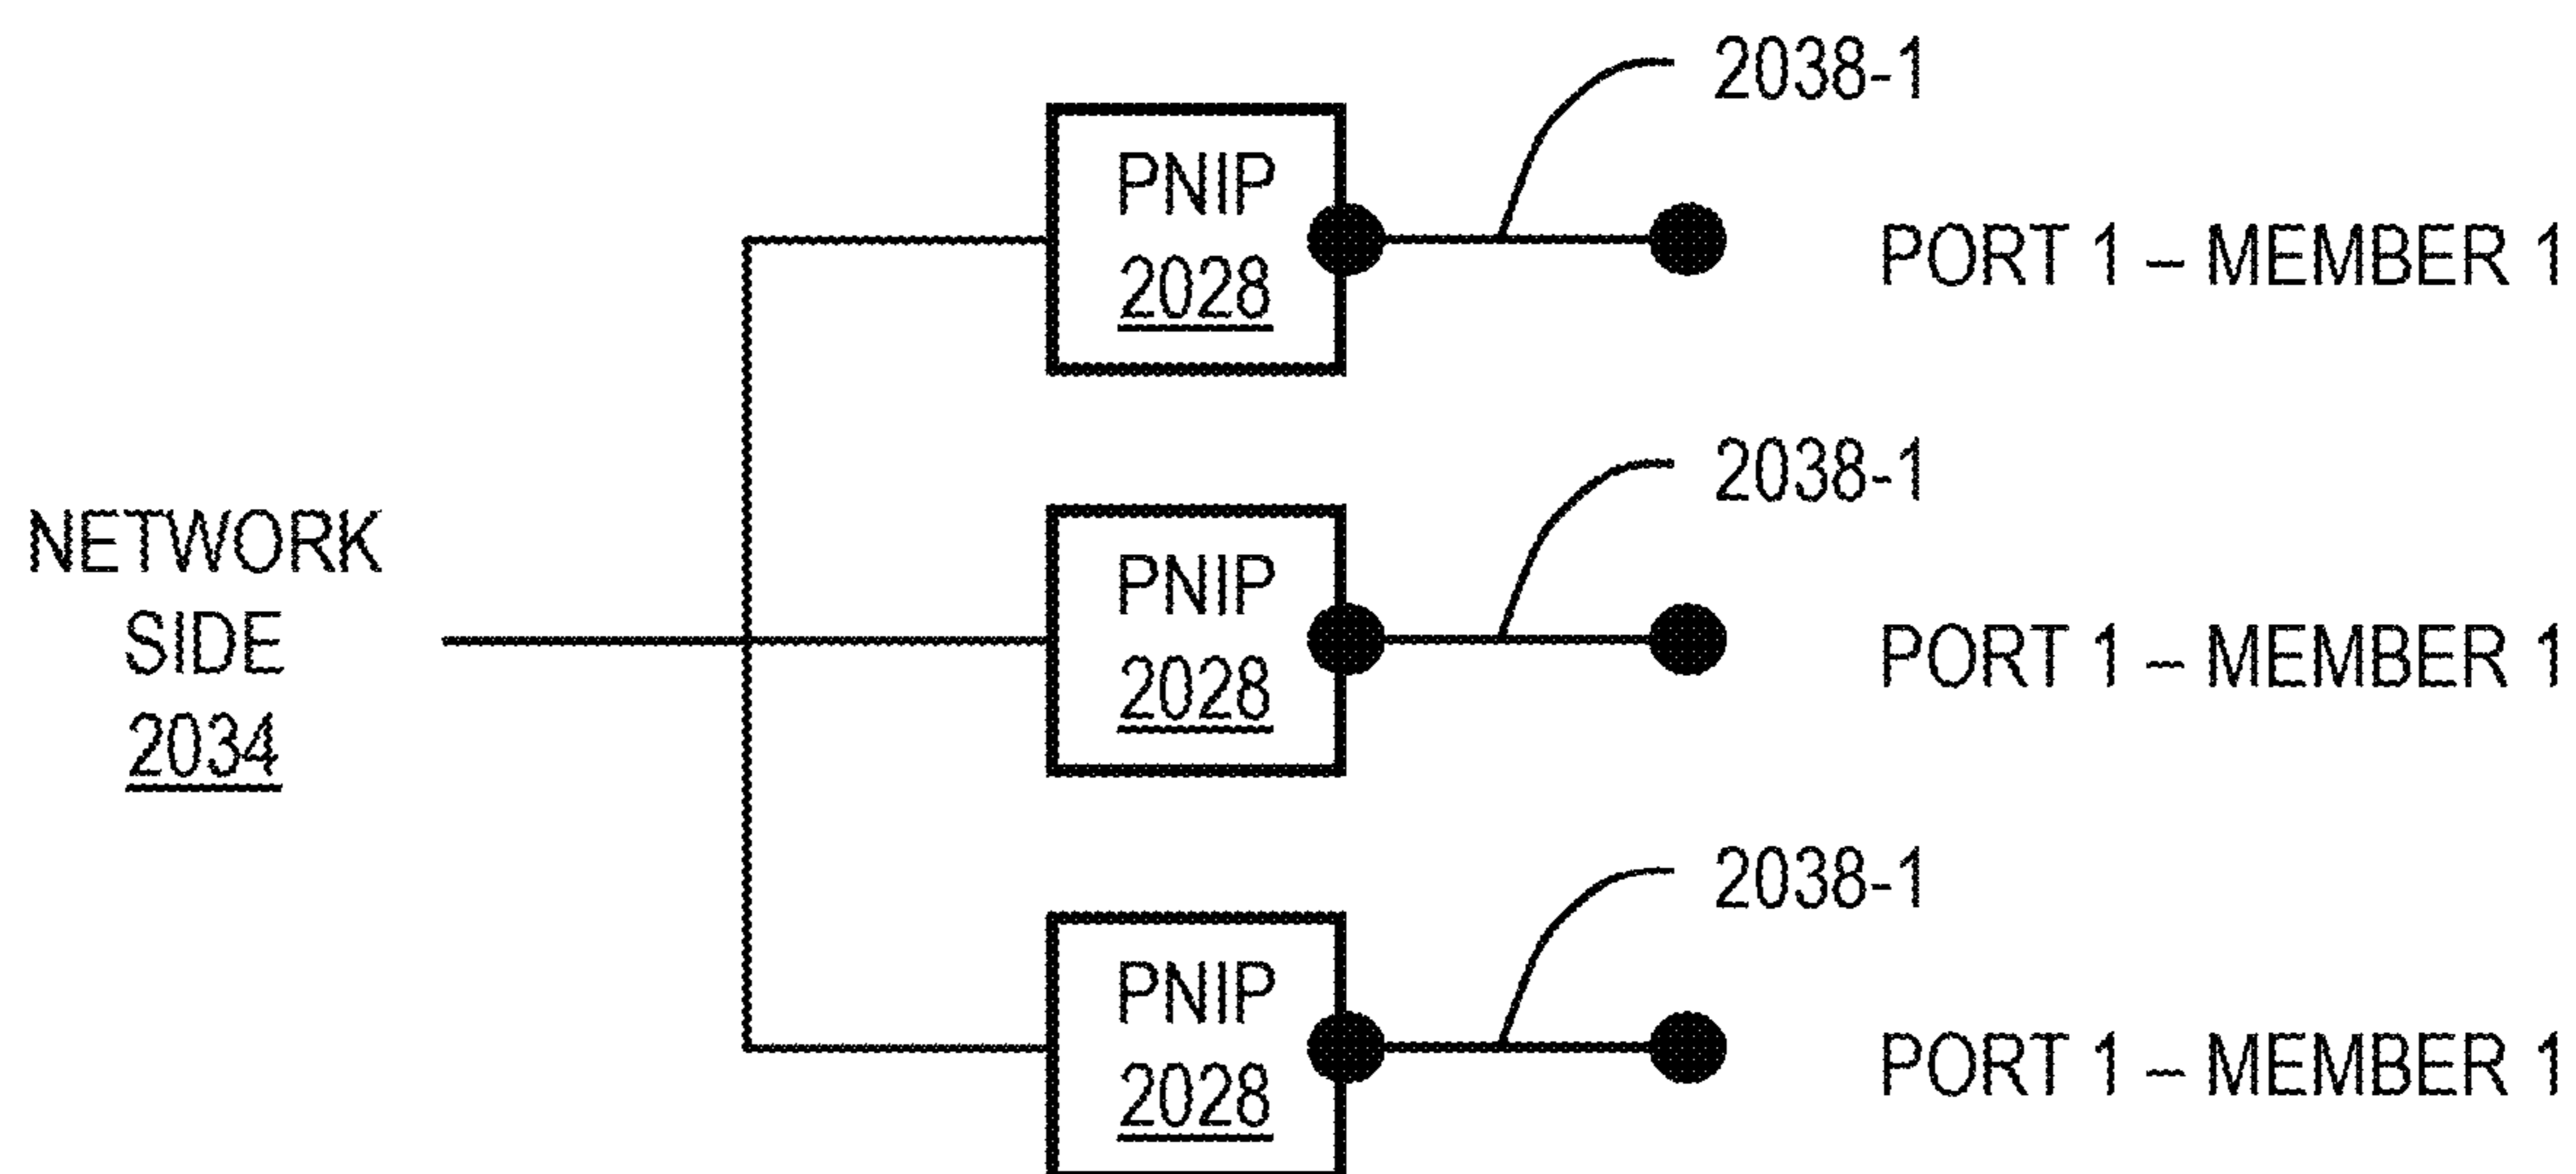 2038-1
PNIP
2028
PORT 1 – MEMBER 1
2038-1
NETWORK
SIDE
2034
PNIP
2028
PORT 1 – MEMBER 1
2038-1
PNIP
2028
PORT 1 – MEMBER 1